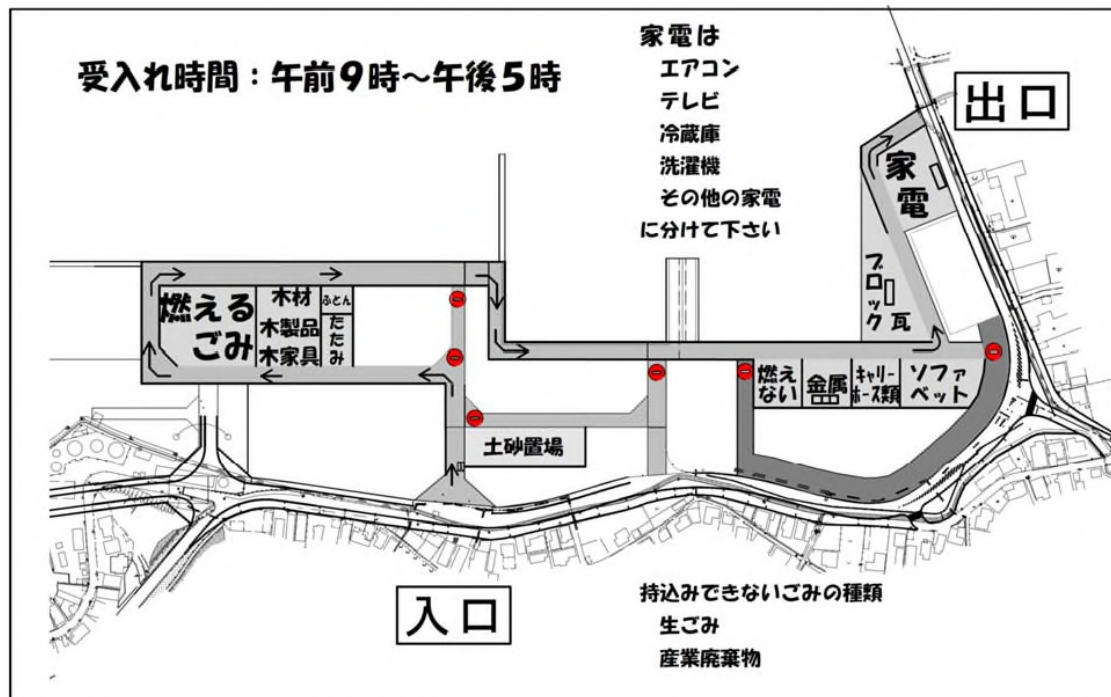 受入れ時間：午前９時～午後５時
家電は
エアコン
テレビ
冷蔵庫
洗濯機
その他の家電
に分けて下さい
出口
家電
ブロック
瓦
燃える
ごみ
木材
木製品
木家具
ふとん
たたみ
燃え
ない
金属
キャリー
ホース類
ソファ
ベット
土砂置場
入口
持込みできないごみの種類
生ごみ
産業廃棄物